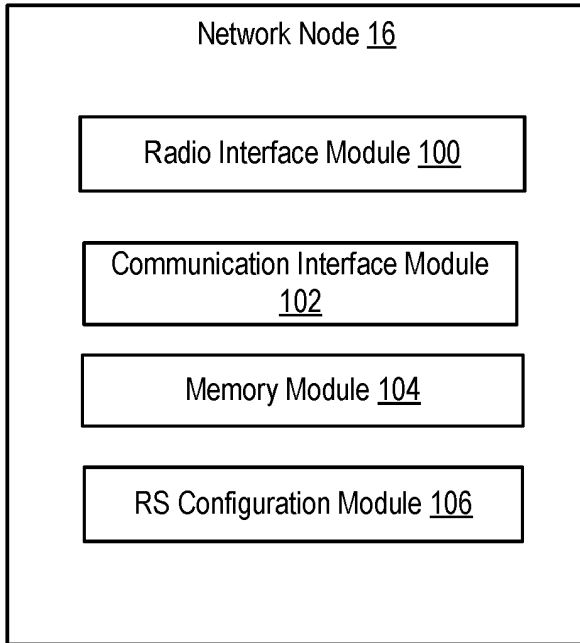 Network Node 16
Radio Interface Module 100
Communication Interface Module
102
Memory Module 104
RS Configuration Module 106